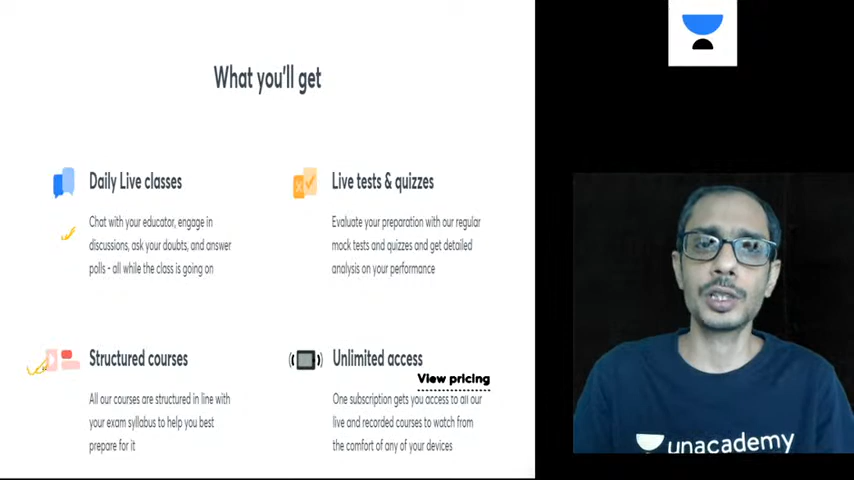 What you'll get
Daily Live classes
Chat with your educator, engage in
discussions, ask your doubts, and answer
polls - all while the class is going on
Live tests & quizzes
Evaluate your preparation with our regular
mock tests and quizzes and get detailed
analysis on your performance
Structured courses
All our courses are structured in line with
your exam syllabus to help you best
prepare for it
Unlimited access
View pricing
One subscription gets you access to all our
live and recorded courses to watch from
the comfort of any of your devices
unacademy